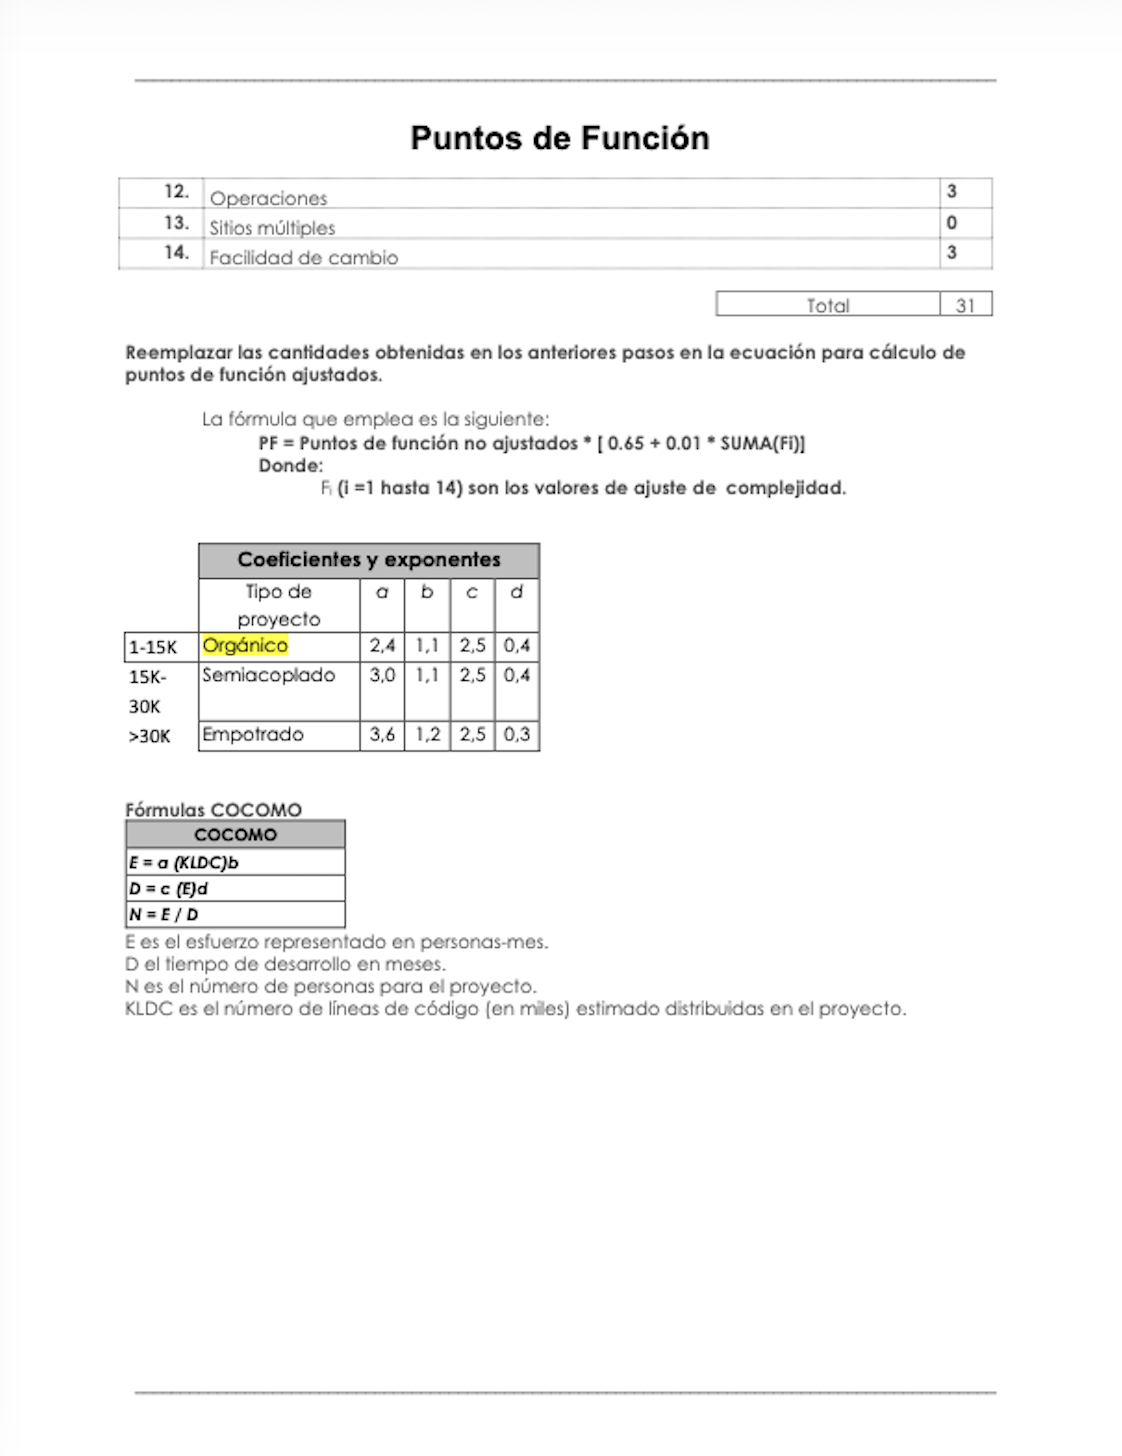 Puntos de Función
12. Operaciones 3
13. Sitios múltiples 0
14. Facilidad de cambio 3
Total 31
Reemplazar las cantidades obtenidas en los anteriores pasos en la ecuación para cálculo de
puntos de función ajustados.
La fórmula que emplea es la siguiente:
PF = Puntos de función no ajustados * [ 0.65 + 0.01 * SUMA(Fi)]
Donde:
Fi (i =1 hasta 14) son los valores de ajuste de complejidad.
Coeficientes y exponentes
Tipo de proyecto a b c d
1-15K Orgánico 2,4 1,1 2,5 0,4
15K-30K Semiacoplado 3,0 1,1 2,5 0,4
>30K Empotrado 3,6 1,2 2,5 0,3
Fórmulas COCOMO
COCOMO
E = a (KLDC)b
D = c (E)d
N = E / D
E es el esfuerzo representado en personas-mes.
D el tiempo de desarrollo en meses.
N es el número de personas para el proyecto.
KLDC es el número de líneas de código (en miles) estimado distribuidas en el proyecto.